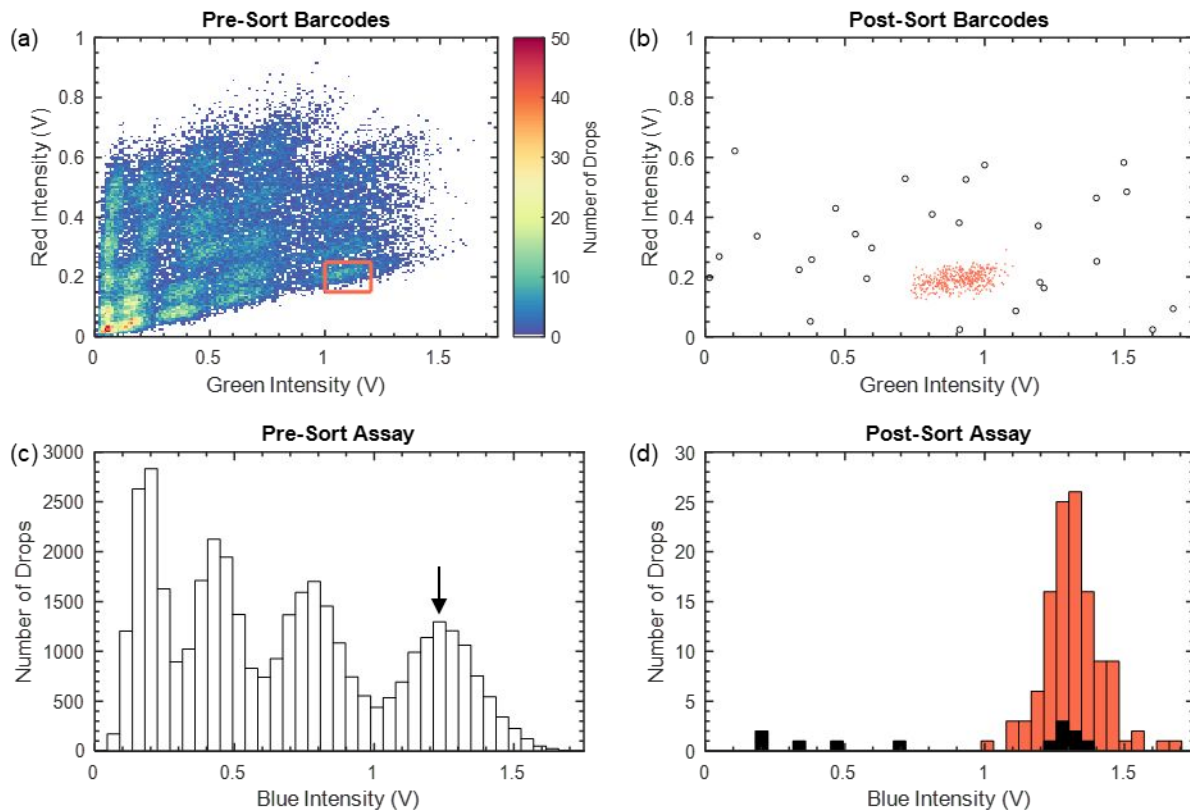 Pre-Sort Barcodes
(a)
1
0.8
0.6
0.4
0.2
0
Red Intensity (V)
0 0.5 1 1.5
Green Intensity (V)
50
40
30
20
10
0
Number of Drops
Post-Sort Barcodes
(b)
1
0.8
0.6
0.4
0.2
0
Red Intensity (V)
0 0.5 1 1.5
Green Intensity (V)
Pre-Sort Assay
(c)
3000
2500
2000
1500
1000
500
0
Number of Drops
0 0.5 1 1.5
Blue Intensity (V)
Post-Sort Assay
(d)
30
25
20
15
10
5
0
Number of Drops
0 0.5 1 1.5
Blue Intensity (V)